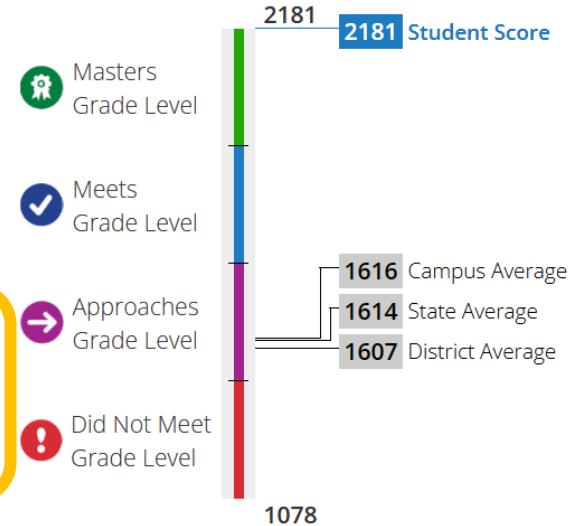 2181
2181 Student Score
Masters
Grade Level
Meets
Grade Level
1616 Campus Average
Approaches
Grade Level
1614 State Average
1607 District Average
Did Not Meet
Grade Level
1078